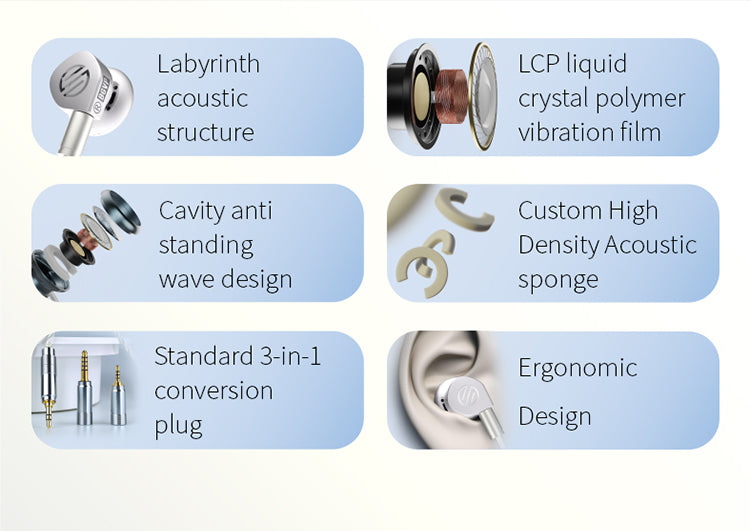 Labyrinth
acoustic
structure
LCP liquid
crystal polymer
vibration film
Cavity anti
standing
wave design
Custom High
Density Acoustic
sponge
Standard 3-in-1
conversion
plug
Ergonomic
Design